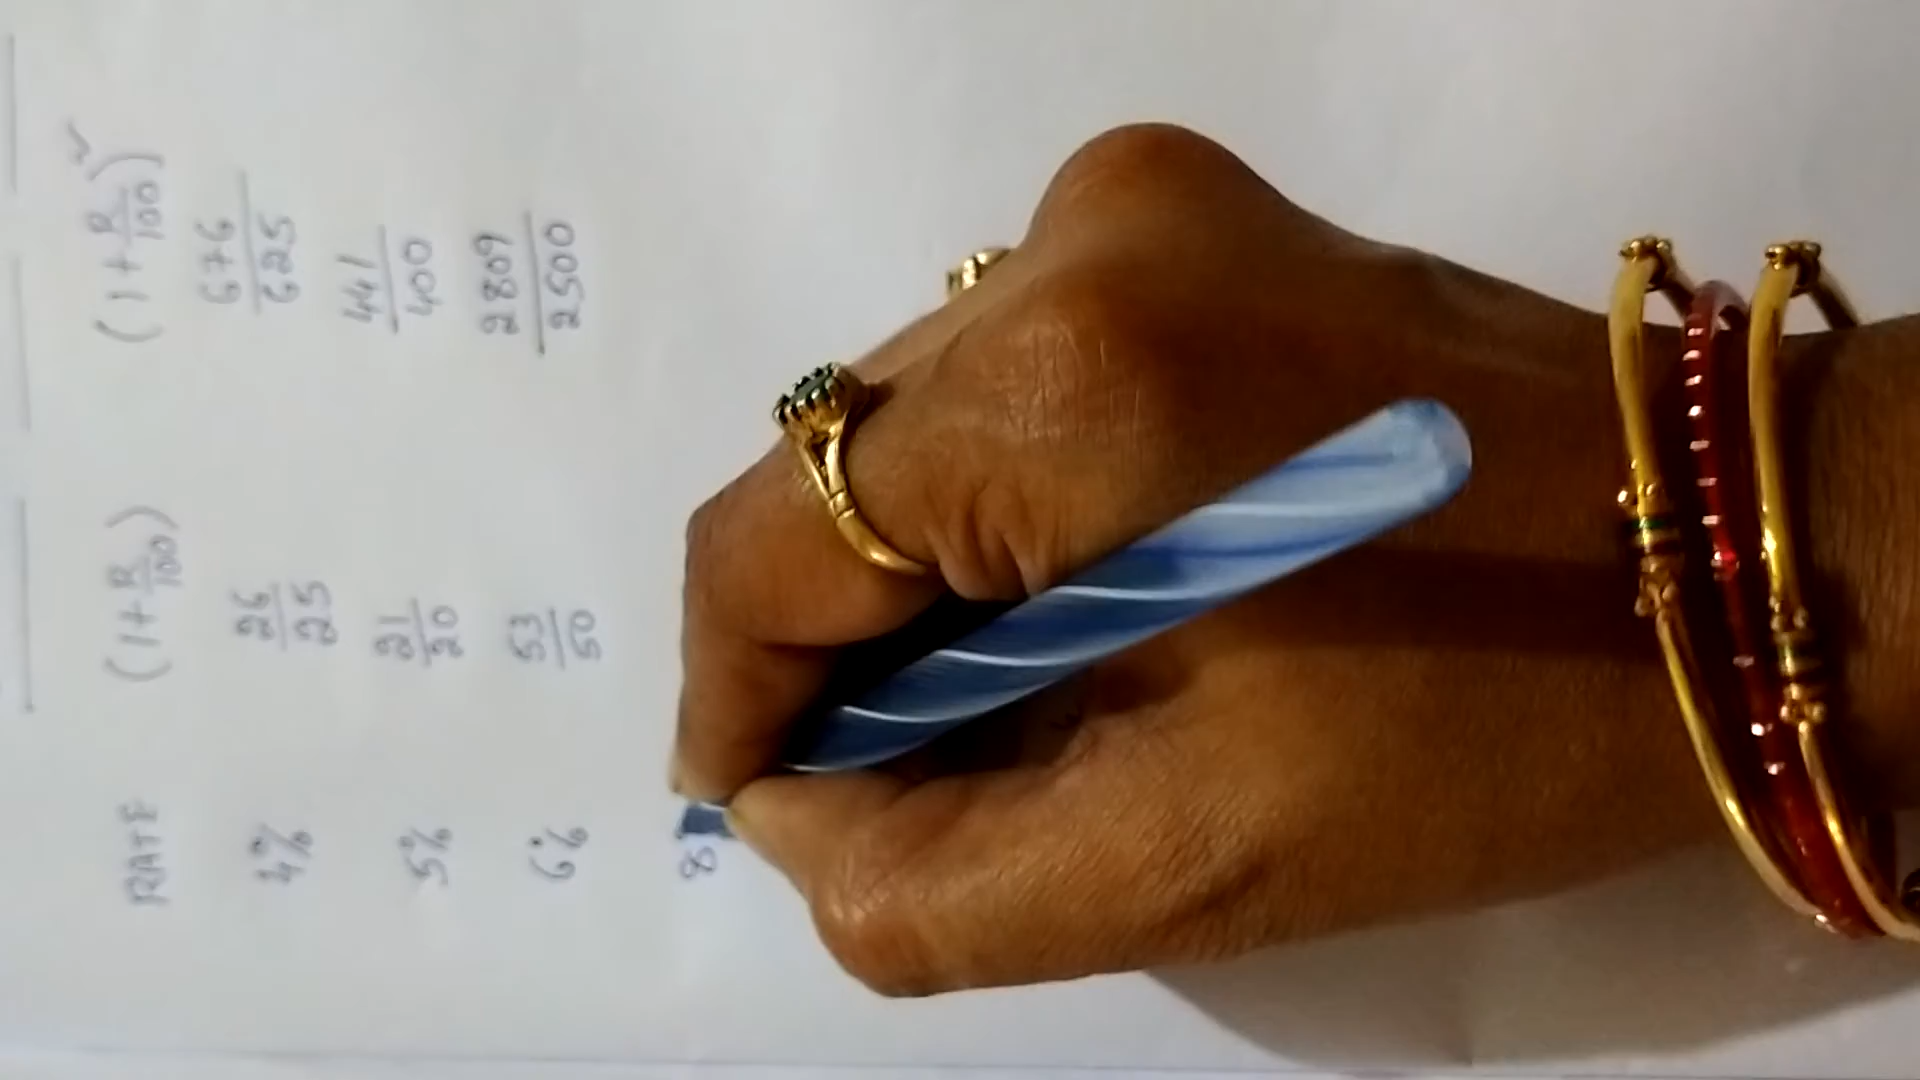 RATE (1+R/100) (1+R/100)²
4% 26/25 676/625
5% 21/20 441/400
6% 53/50 2809/2500
8